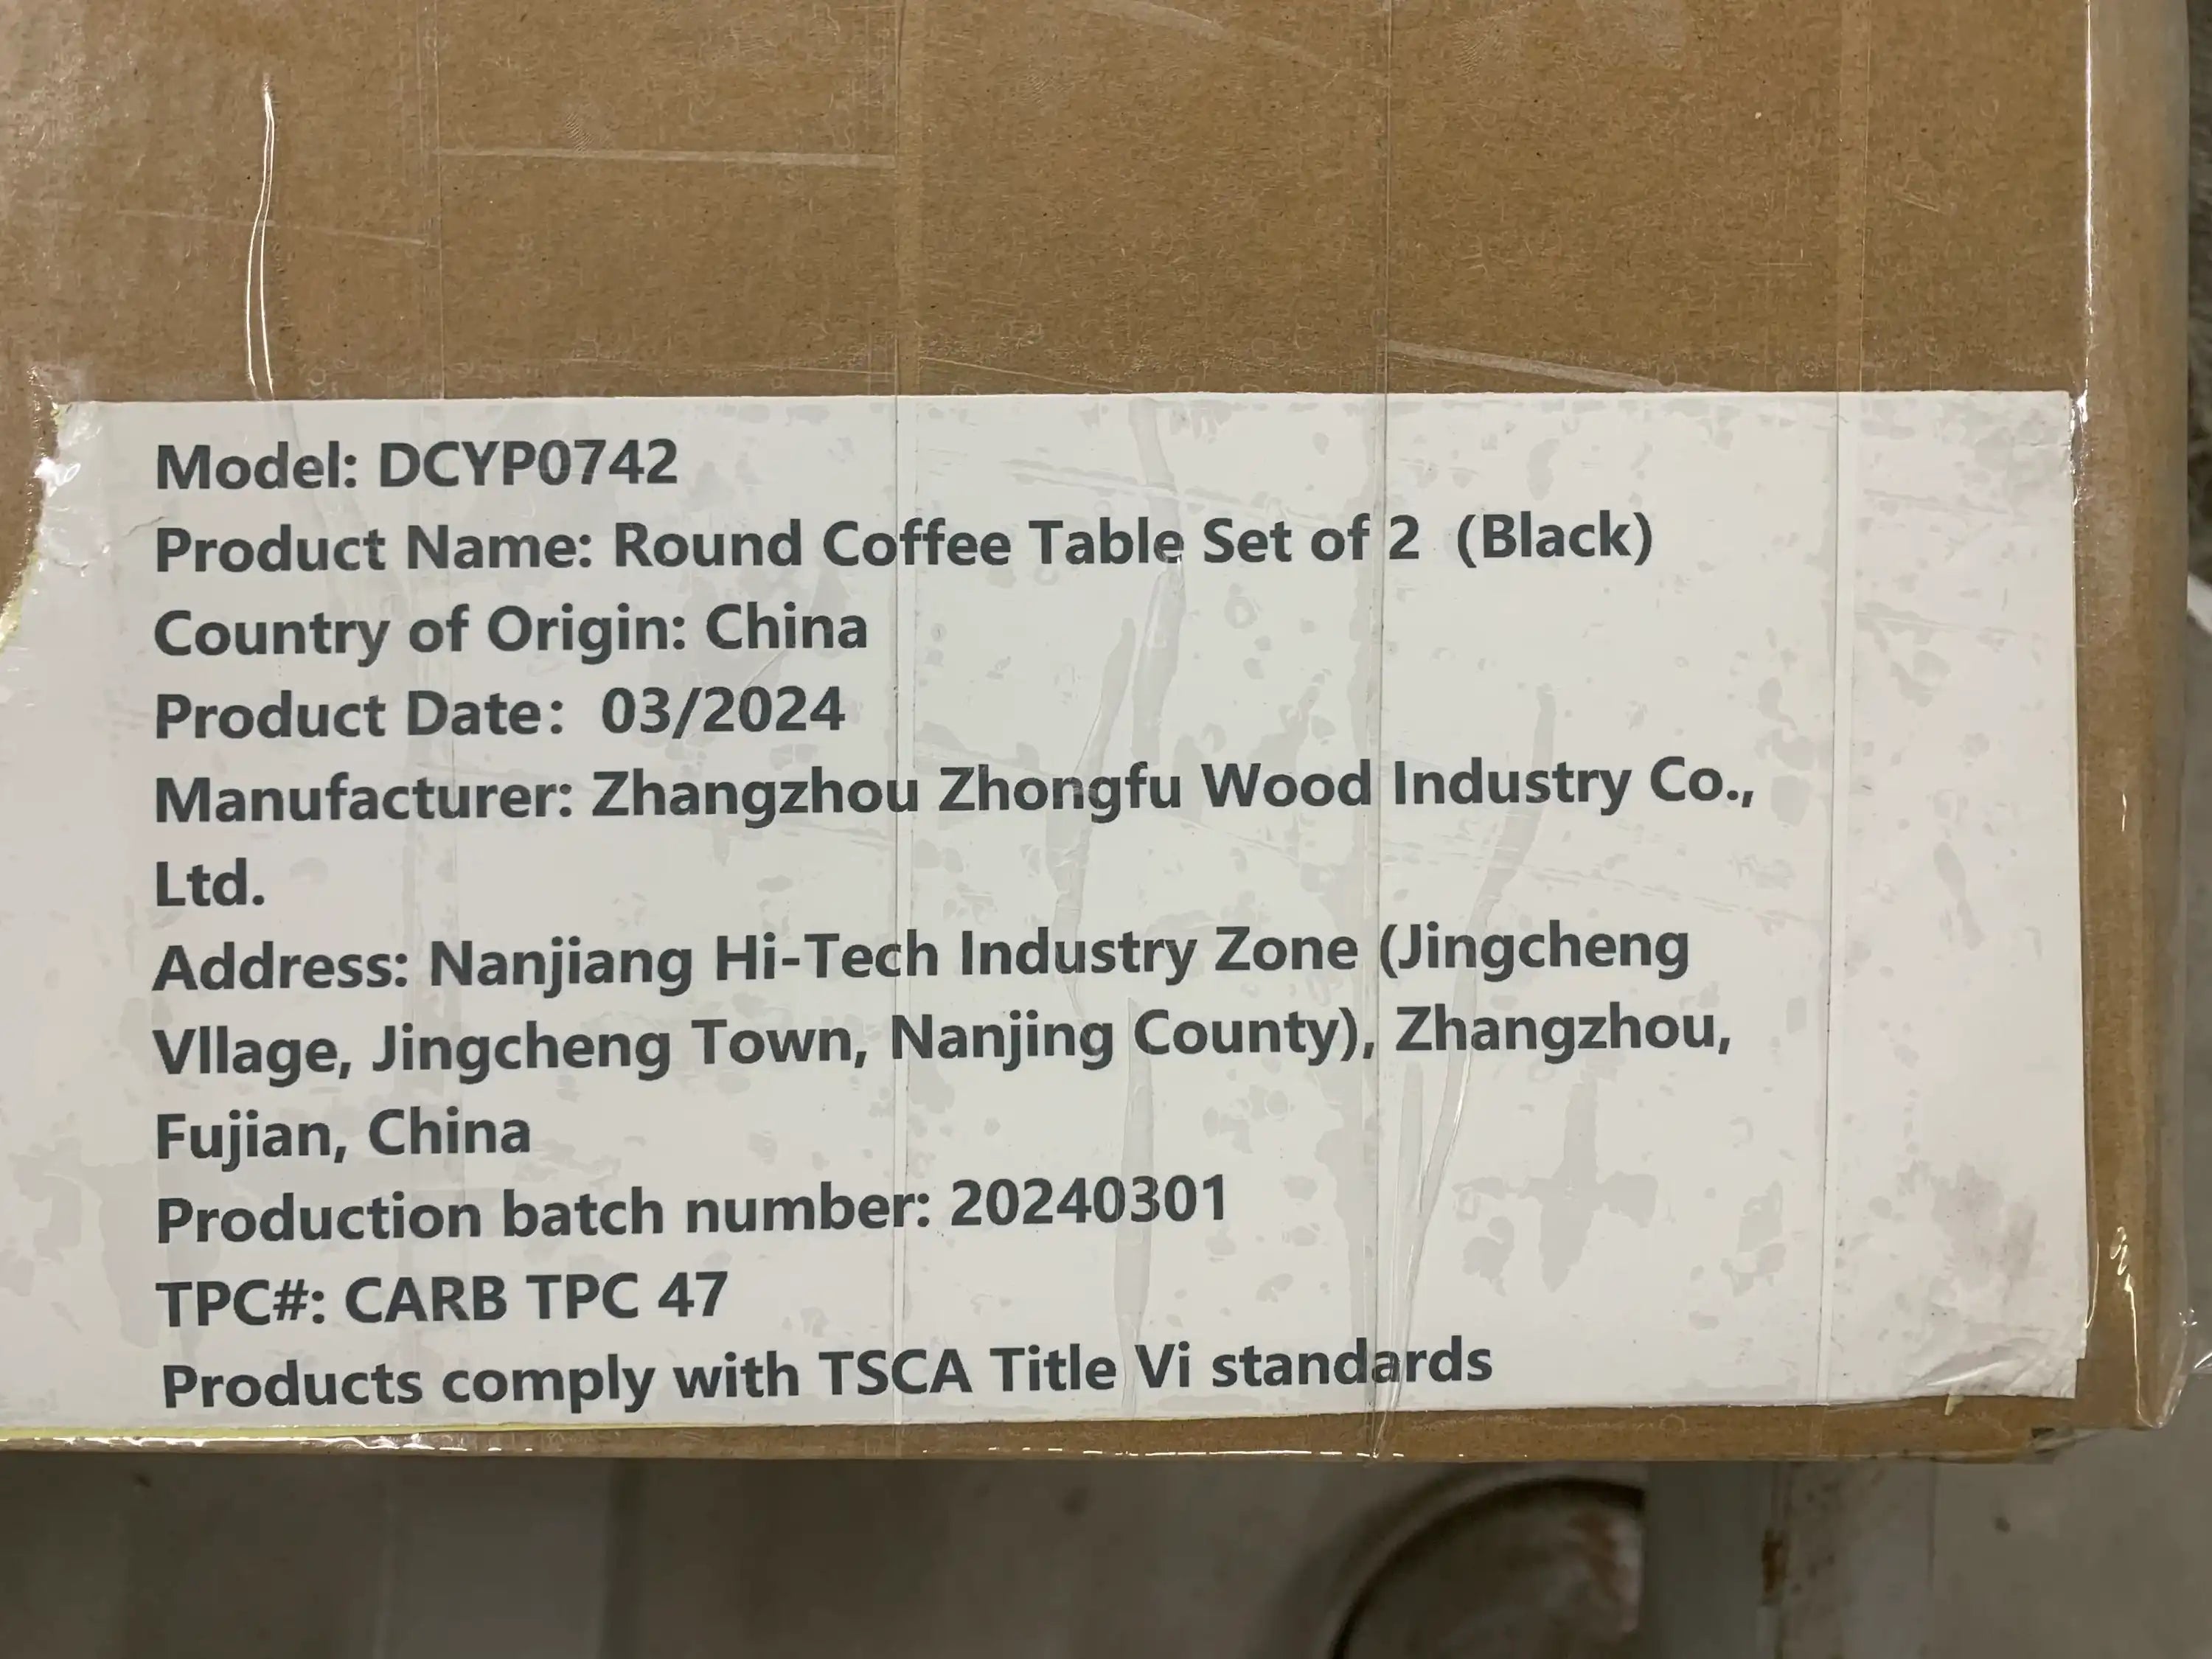 Model: DCYP0742
Product Name: Round Coffee Table Set of 2 (Black)
Country of Origin: China
Product Date: 03/2024
Manufacturer: Zhangzhou Zhongfu Wood Industry Co.,
Ltd.
Address: Nanjiang Hi-Tech Industry Zone (Jingcheng
Vllage, Jingcheng Town, Nanjing County), Zhangzhou,
Fujian, China
Production batch number: 20240301
TPC#: CARB TPC 47
Products comply with TSCA Title Vi standards